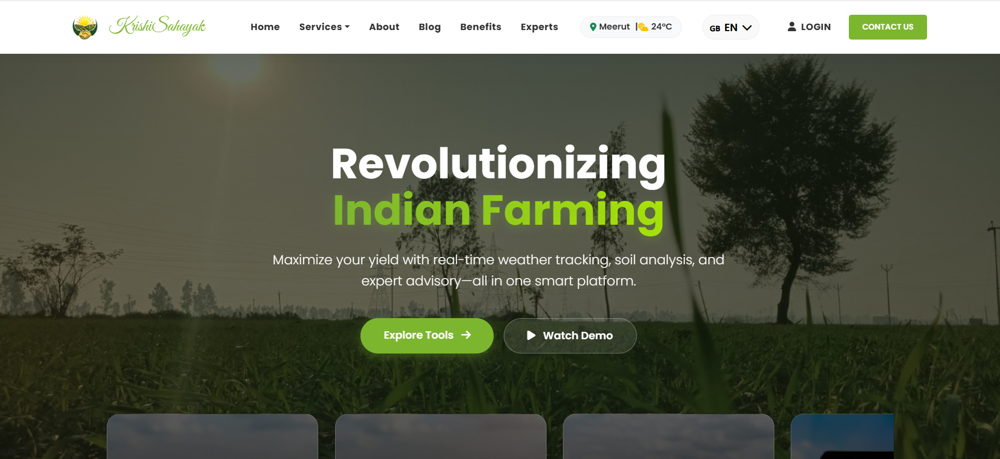 KrishiSahayak Home Services About Blog Benefits Experts Meerut | 24°C GB EN LOGIN CONTACT US
Revolutionizing
Indian Farming
Maximize your yield with real-time weather tracking, soil analysis, and
expert advisory—all in one smart platform.
Explore Tools Watch Demo